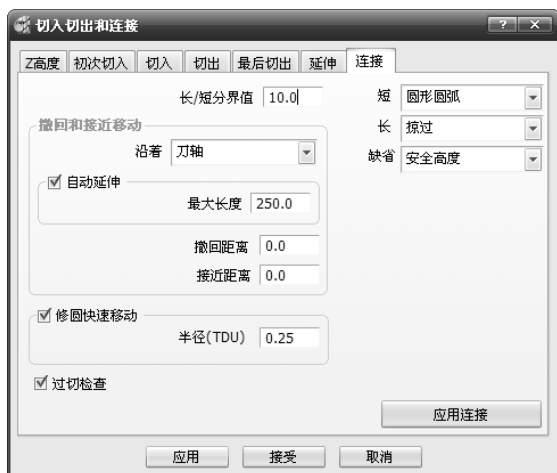 切入切出和连接
Z高度 初次切入 切入 切出 最后切出 延伸 连接
长/短分界值 10.0
短 圆形圆弧
撤回和接近移动
长 掠过
沿着 刀轴
缺省 安全高度
自动延伸
最大长度 250.0
撤回距离 0.0
接近距离 0.0
修圆快速移动
半径(TDU) 0.25
过切检查
应用连接
应用 接受 取消